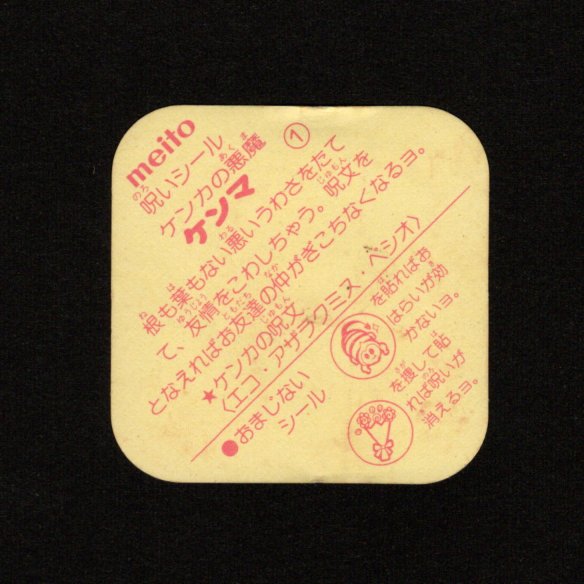 meito
呪いシール ①
ケンカの悪魔
ケンマ
根も葉もない悪いうわさをたて
て、友情をこわしちゃう。呪文を
となえればお友達の仲がぎこちなくなるヨ。
★ケンカの呪文
〈エコ・アザラクミス・ベシオ〉
●おまじない
シール
を貼ればお
はらいが効
かないヨ。
を捜して貼
れば呪いが
消えるヨ。